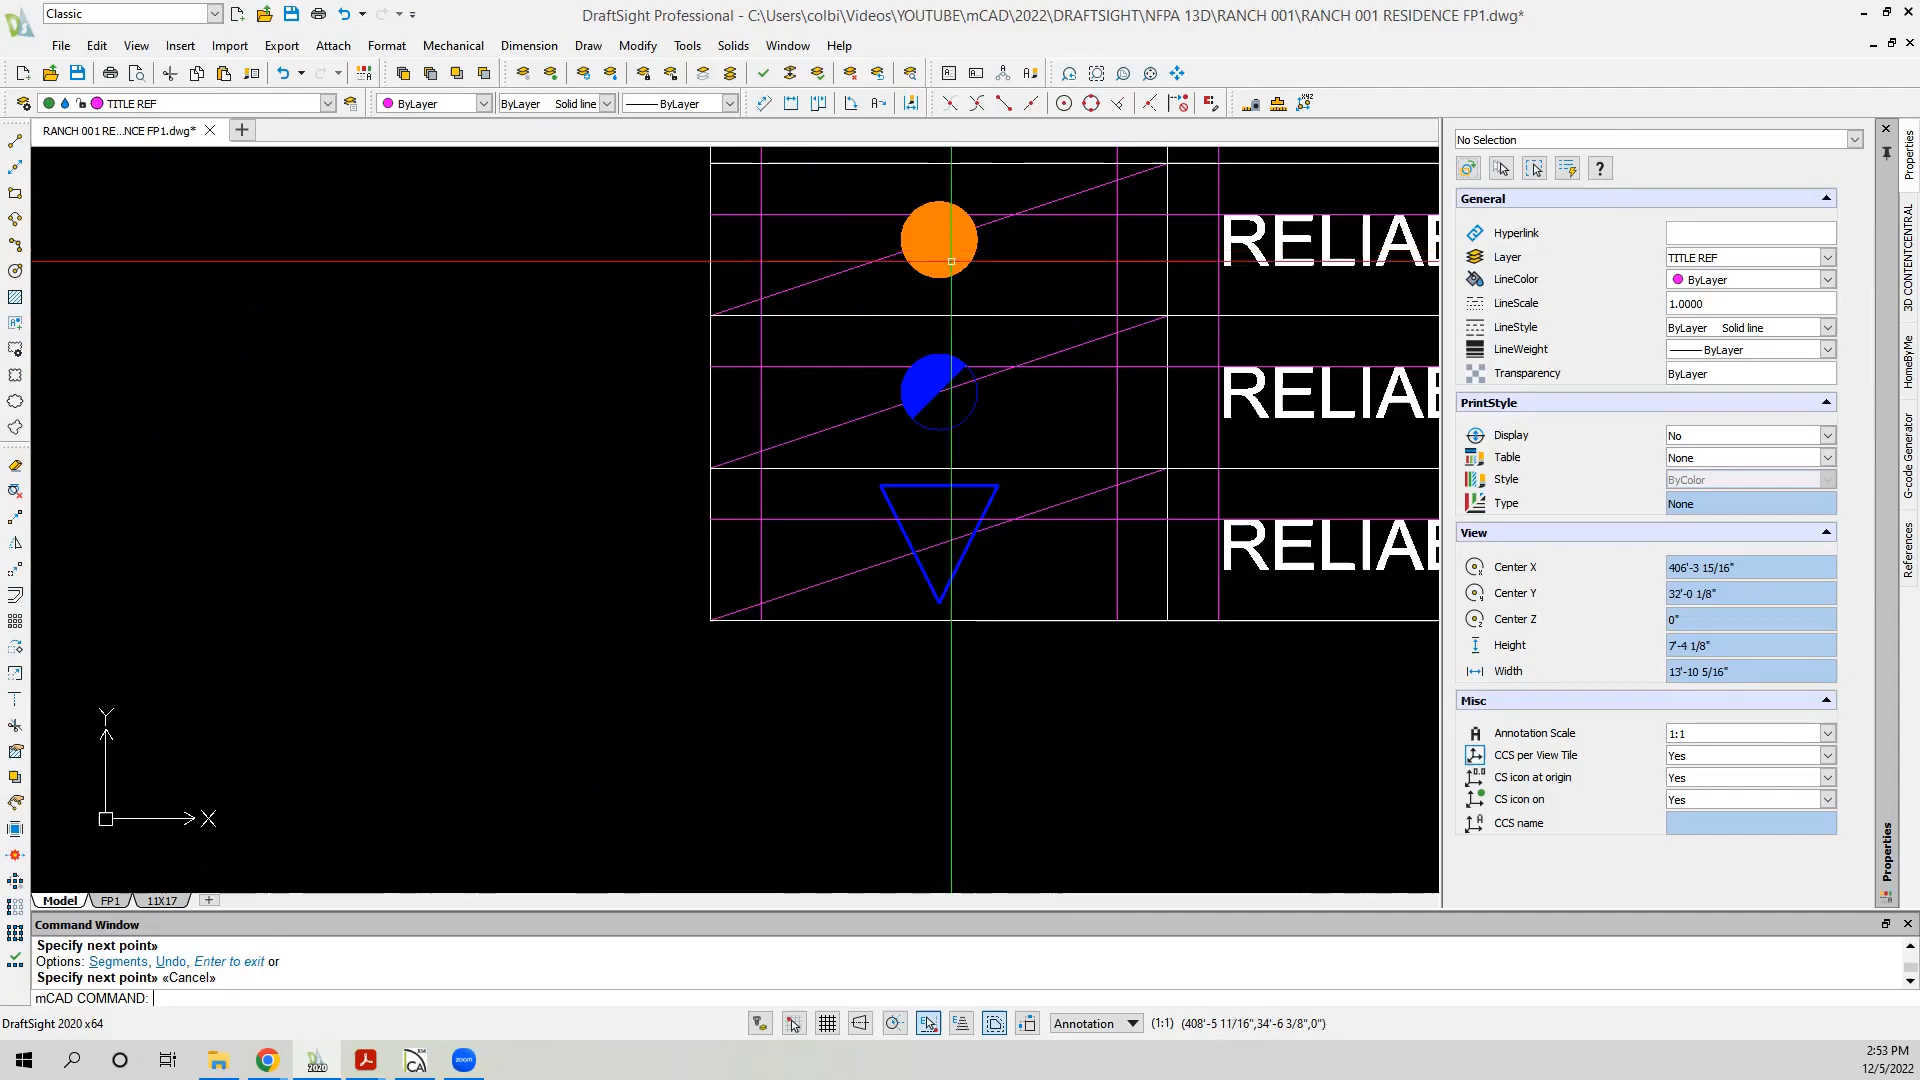 Classic
DraftSight Professional - C:\Users\colbi\Videos\YOUTUBE\mCAD\2022\DRAFTSIGHT\NFPA 13D\RANCH 001\RANCH 001 RESIDENCE FP1.dwg*
File Edit View Insert Import Export Attach Format Mechanical Dimension Draw Modify Tools Solids Window Help
TITLE REF ByLayer ByLayer Solid line ByLayer
RANCH 001 RE...NCE FP1.dwg*
No Selection
General
Hyperlink
Layer TITLE REF
LineColor ByLayer
LineScale 1.0000
LineStyle ByLayer Solid line
LineWeight ByLayer
Transparency ByLayer
PrintStyle
Display No
Table None
Style ByColor
Type None
View
Center X 406'-3 15/16"
Center Y 32'-0 1/8"
Center Z 0"
Height 7'-4 1/8"
Width 13'-10 5/16"
Misc
Annotation Scale 1:1
CCS per View Tile Yes
CS icon at origin Yes
CS icon on Yes
CCS name
Properties
3D CONTENTCENTRAL
HomeByMe
G-code Generator
References
Properties
RELIAB
RELIAB
RELIAB
Y
X
Model FP1 11X17
Command Window
Specify next point»
Options: Segments, Undo, Enter to exit or
Specify next point» «Cancel»
mCAD COMMAND:
DraftSight 2020 x64
Annotation (1:1) (408'-5 11/16",34'-6 3/8",0")
2020
CA
zoom
2:53 PM
12/5/2022